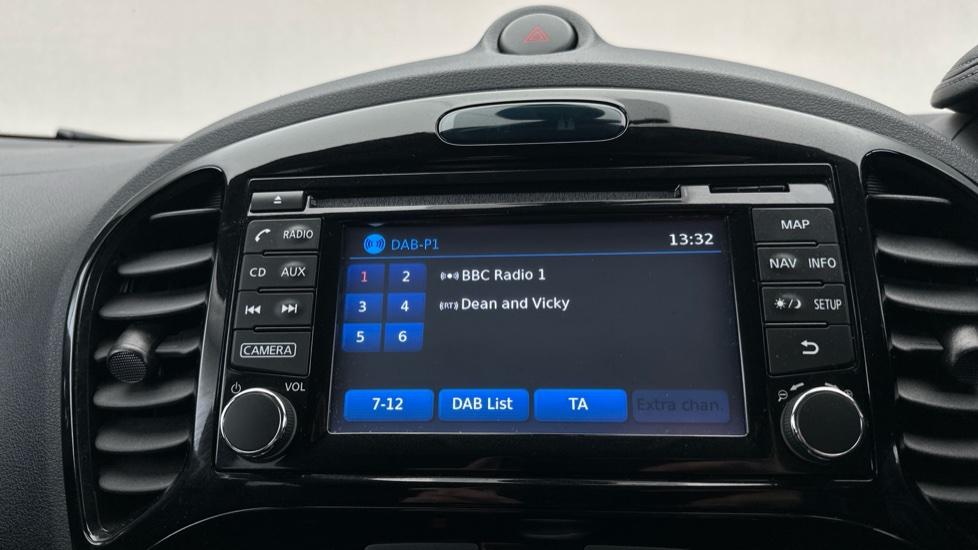 DAB-P1 13:32
1 2
BBC Radio 1
3 4
RT Dean and Vicky
5 6
7-12 DAB List TA Extra chan.
RADIO
CD AUX
CAMERA
VOL
MAP
NAV INFO
SETUP